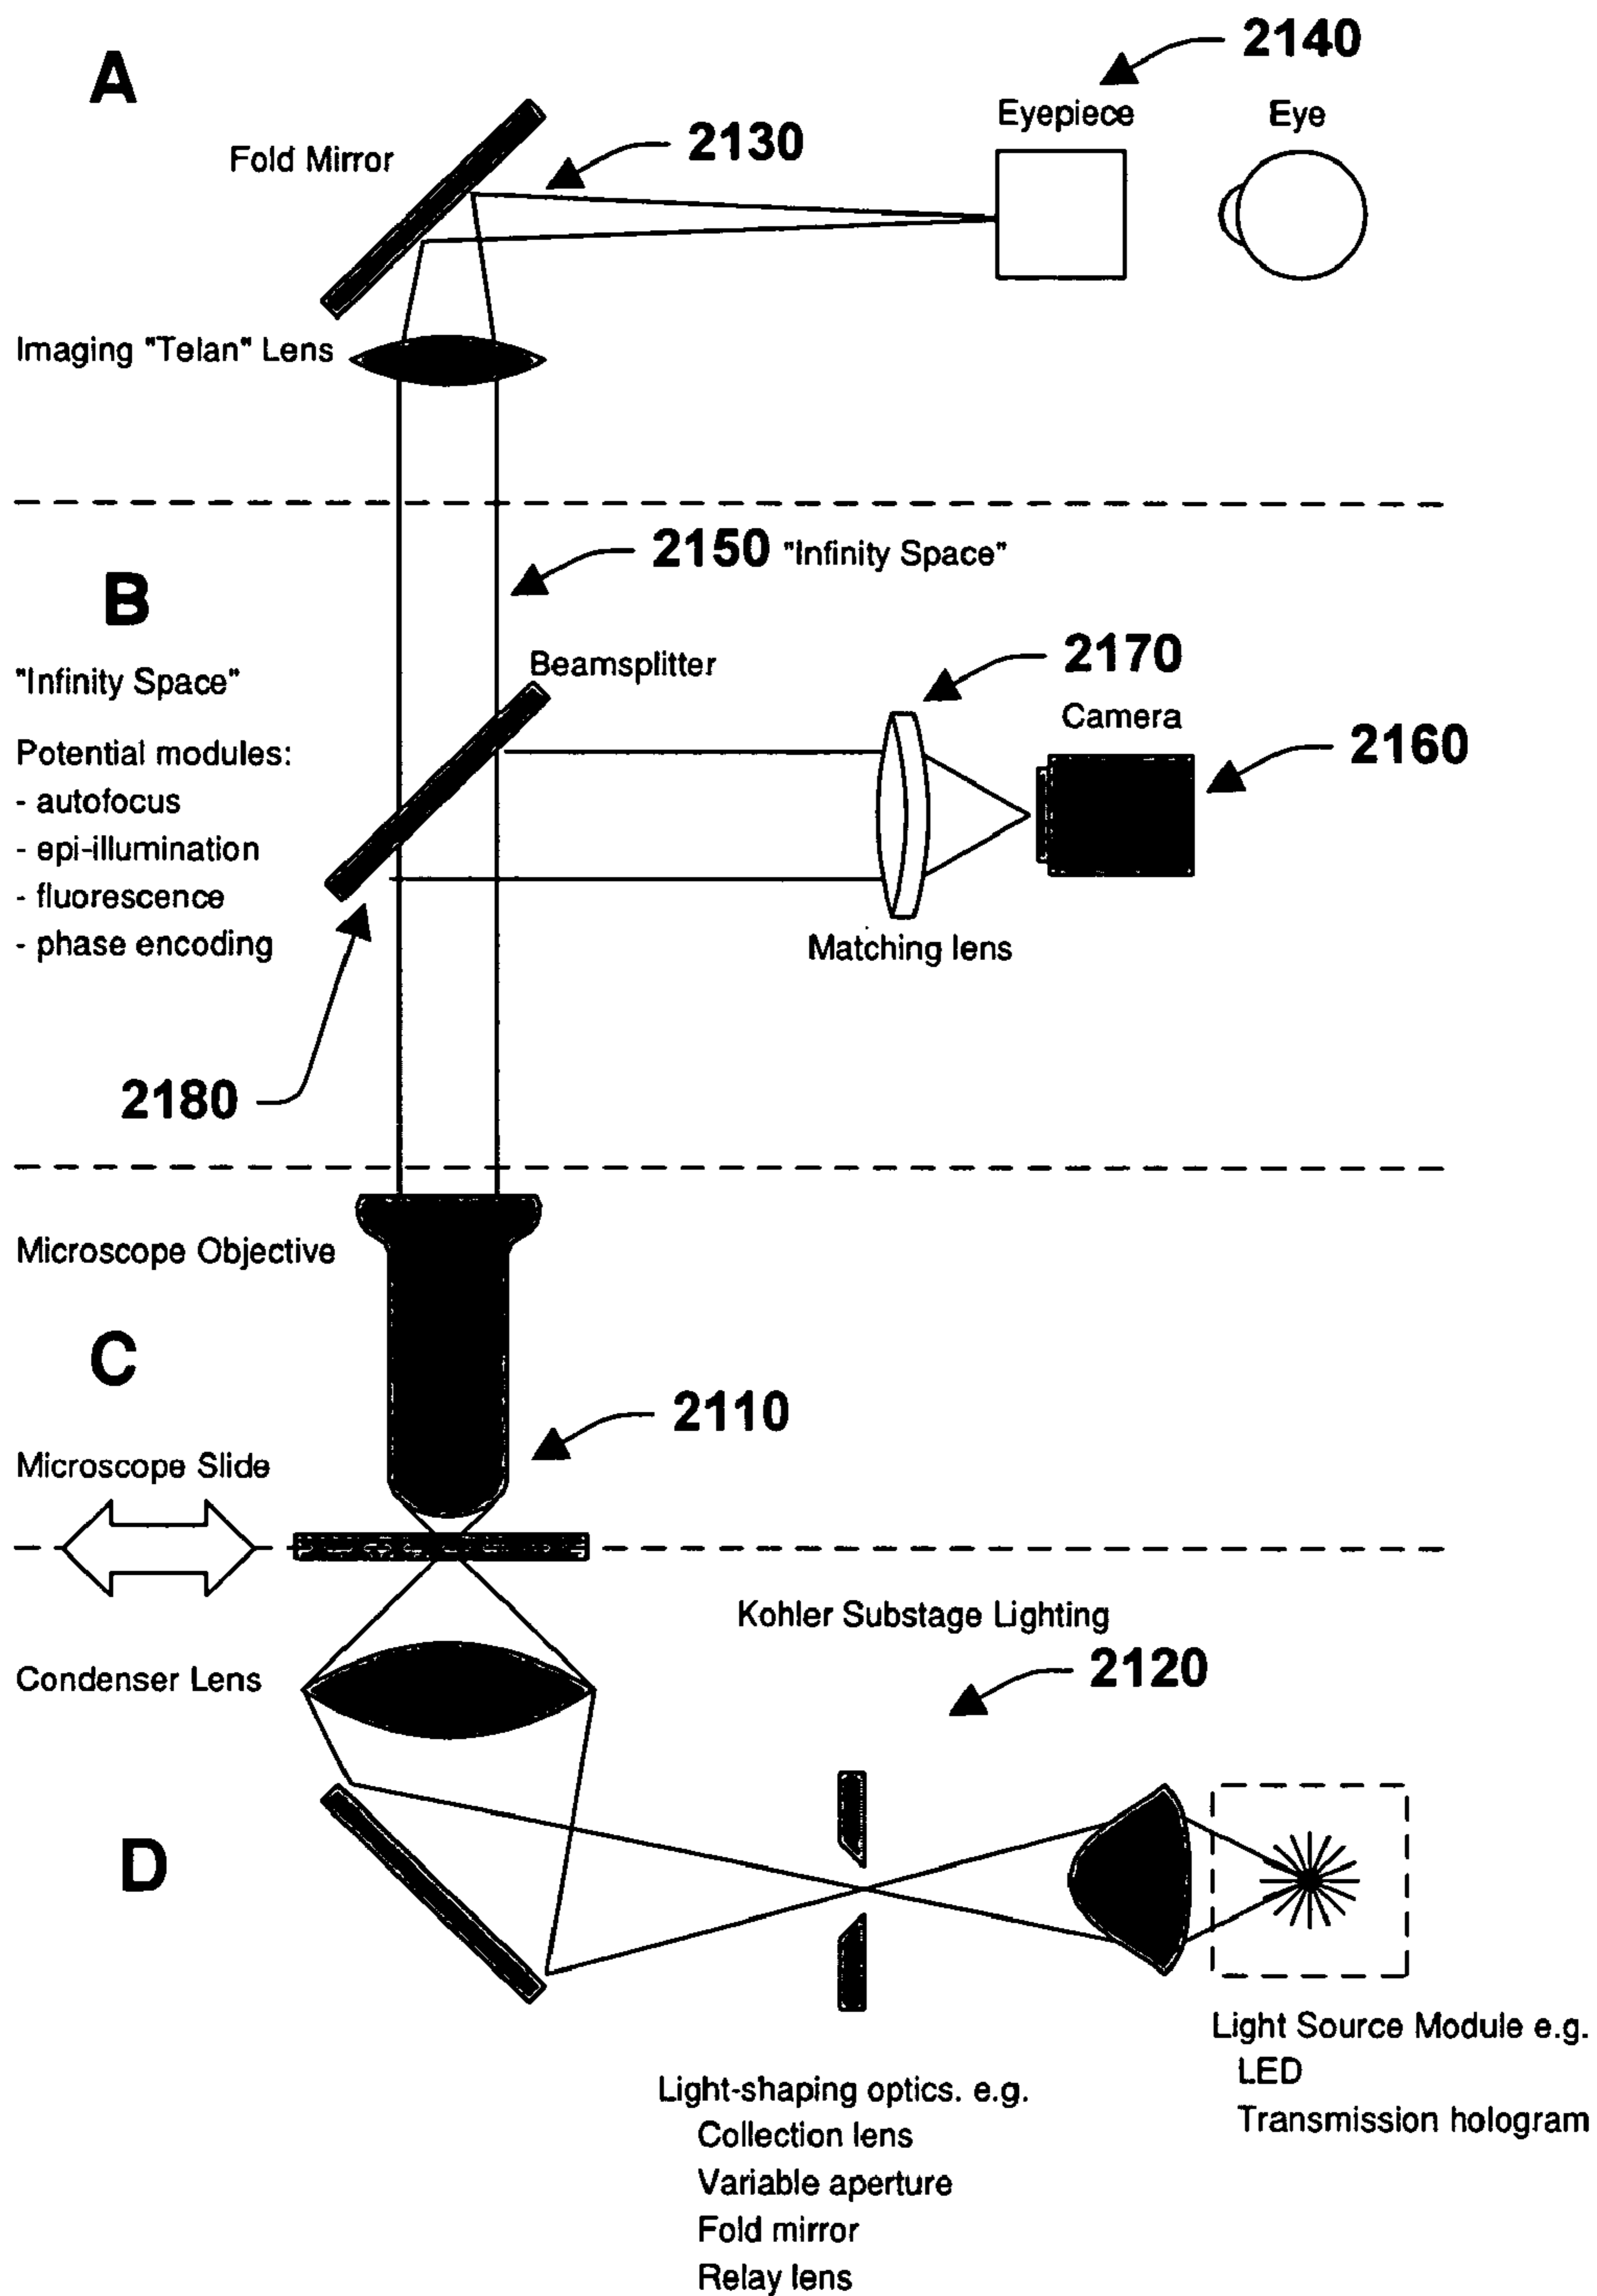 A
2140
Eyepiece
Eye
Fold Mirror
2130
Imaging "Telan" Lens
2150 "Infinity Space"
B
Beamsplitter
"Infinity Space"
2170
Camera
2160
Potential modules:
- autofocus
- epi-illumination
- fluorescence
- phase encoding
Matching lens
2180
Microscope Objective
C
2110
Microscope Slide
Kohler Substage Lighting
2120
Condenser Lens
D
Light Source Module e.g.
LED
Transmission hologram
Light-shaping optics. e.g.
Collection lens
Variable aperture
Fold mirror
Relay lens